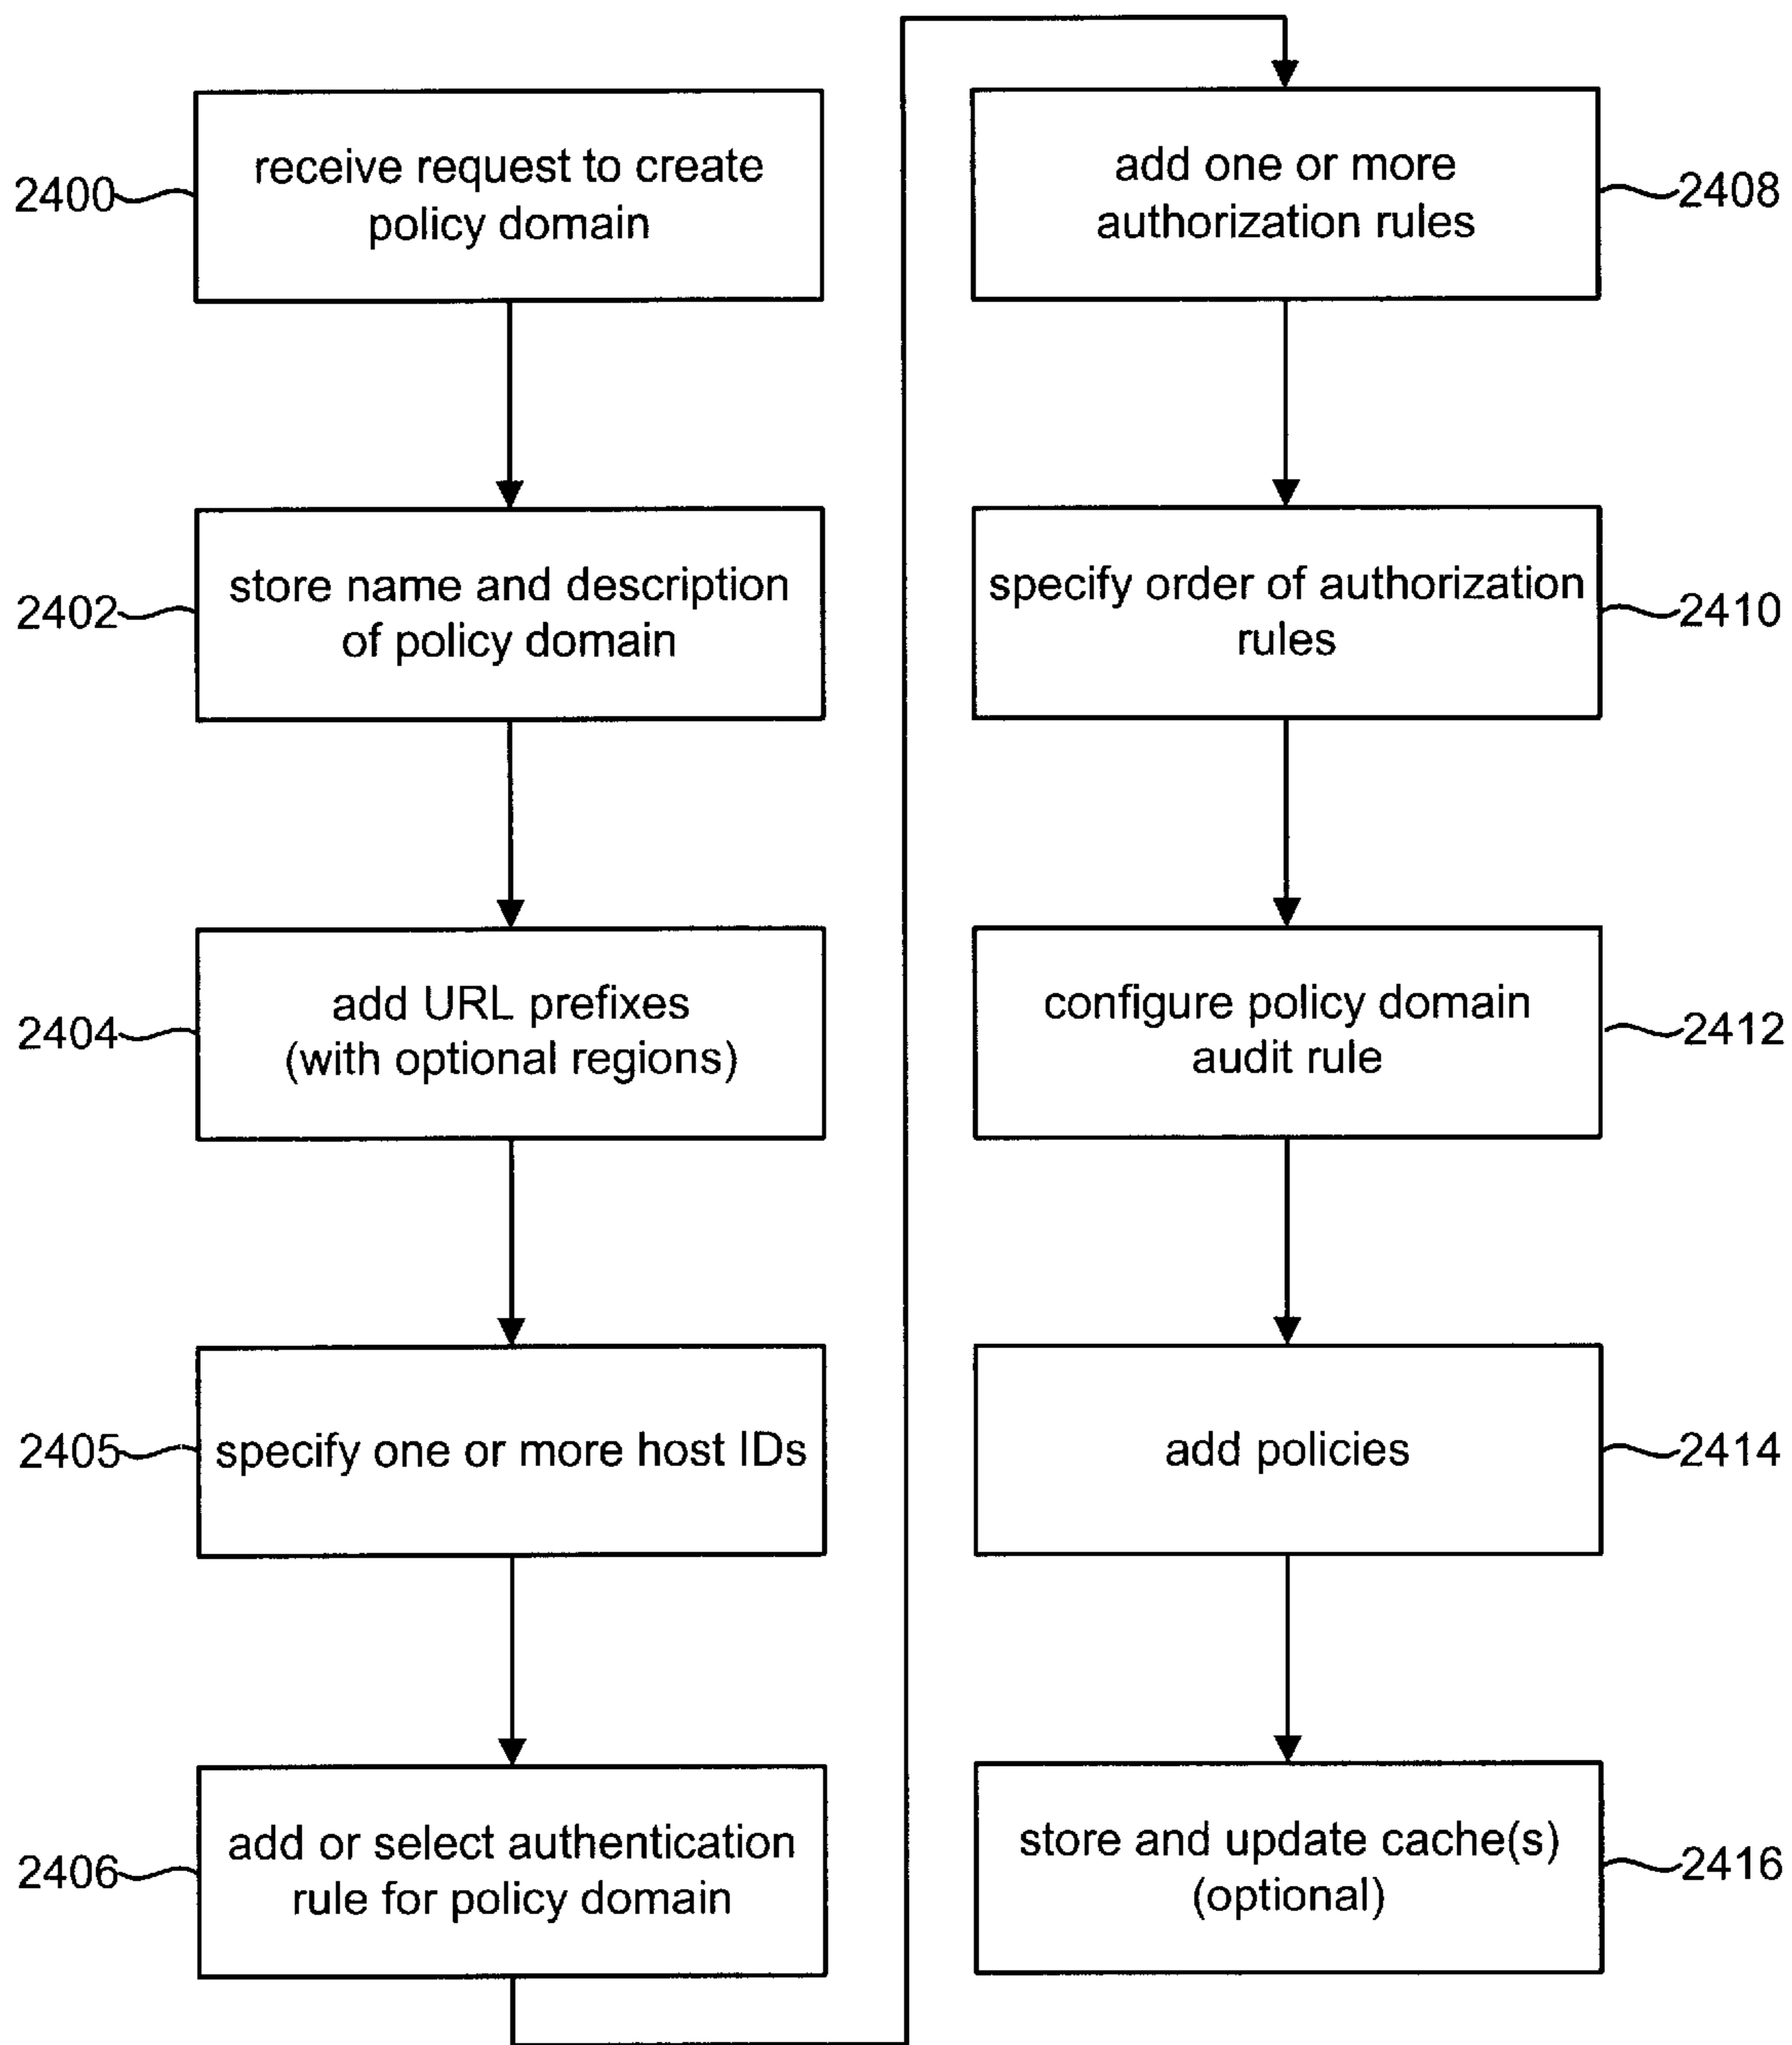 2400
receive request to create
policy domain
2402
store name and description
of policy domain
2404
add URL prefixes
(with optional regions)
2405
specify one or more host IDs
2406
add or select authentication
rule for policy domain
add one or more
authorization rules
2408
specify order of authorization
rules
2410
configure policy domain
audit rule
2412
add policies
2414
store and update cache(s)
(optional)
2416